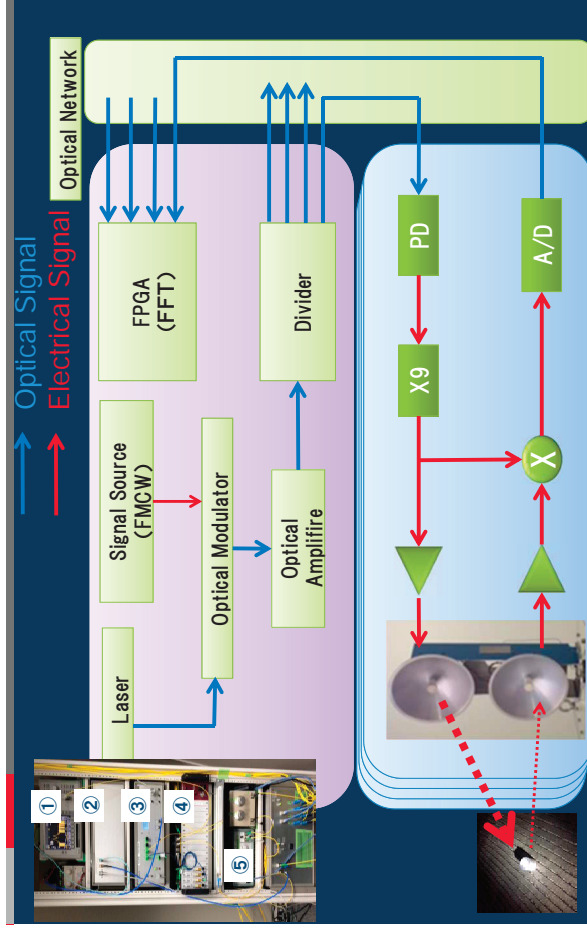 Optical Signal
Electrical Signal
Optical Network
①
②
③
④
⑤
Laser
Signal Source
(FMCW)
FPGA
(FFT)
Optical Modulator
Optical
Amplifire
Divider
PD
X9
X
A/D